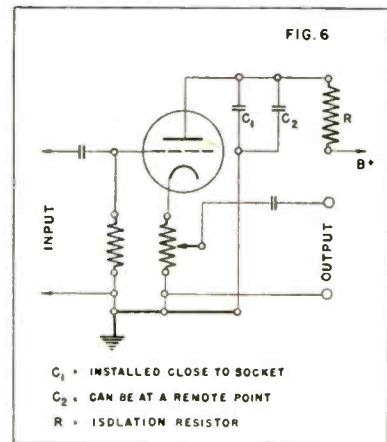 FIG. 6
C1
C2
R
B+
INPUT
OUTPUT
C1 = INSTALLED CLOSE TO SOCKET
C2 = CAN BE AT A REMOTE POINT
R = ISOLATION RESISTOR